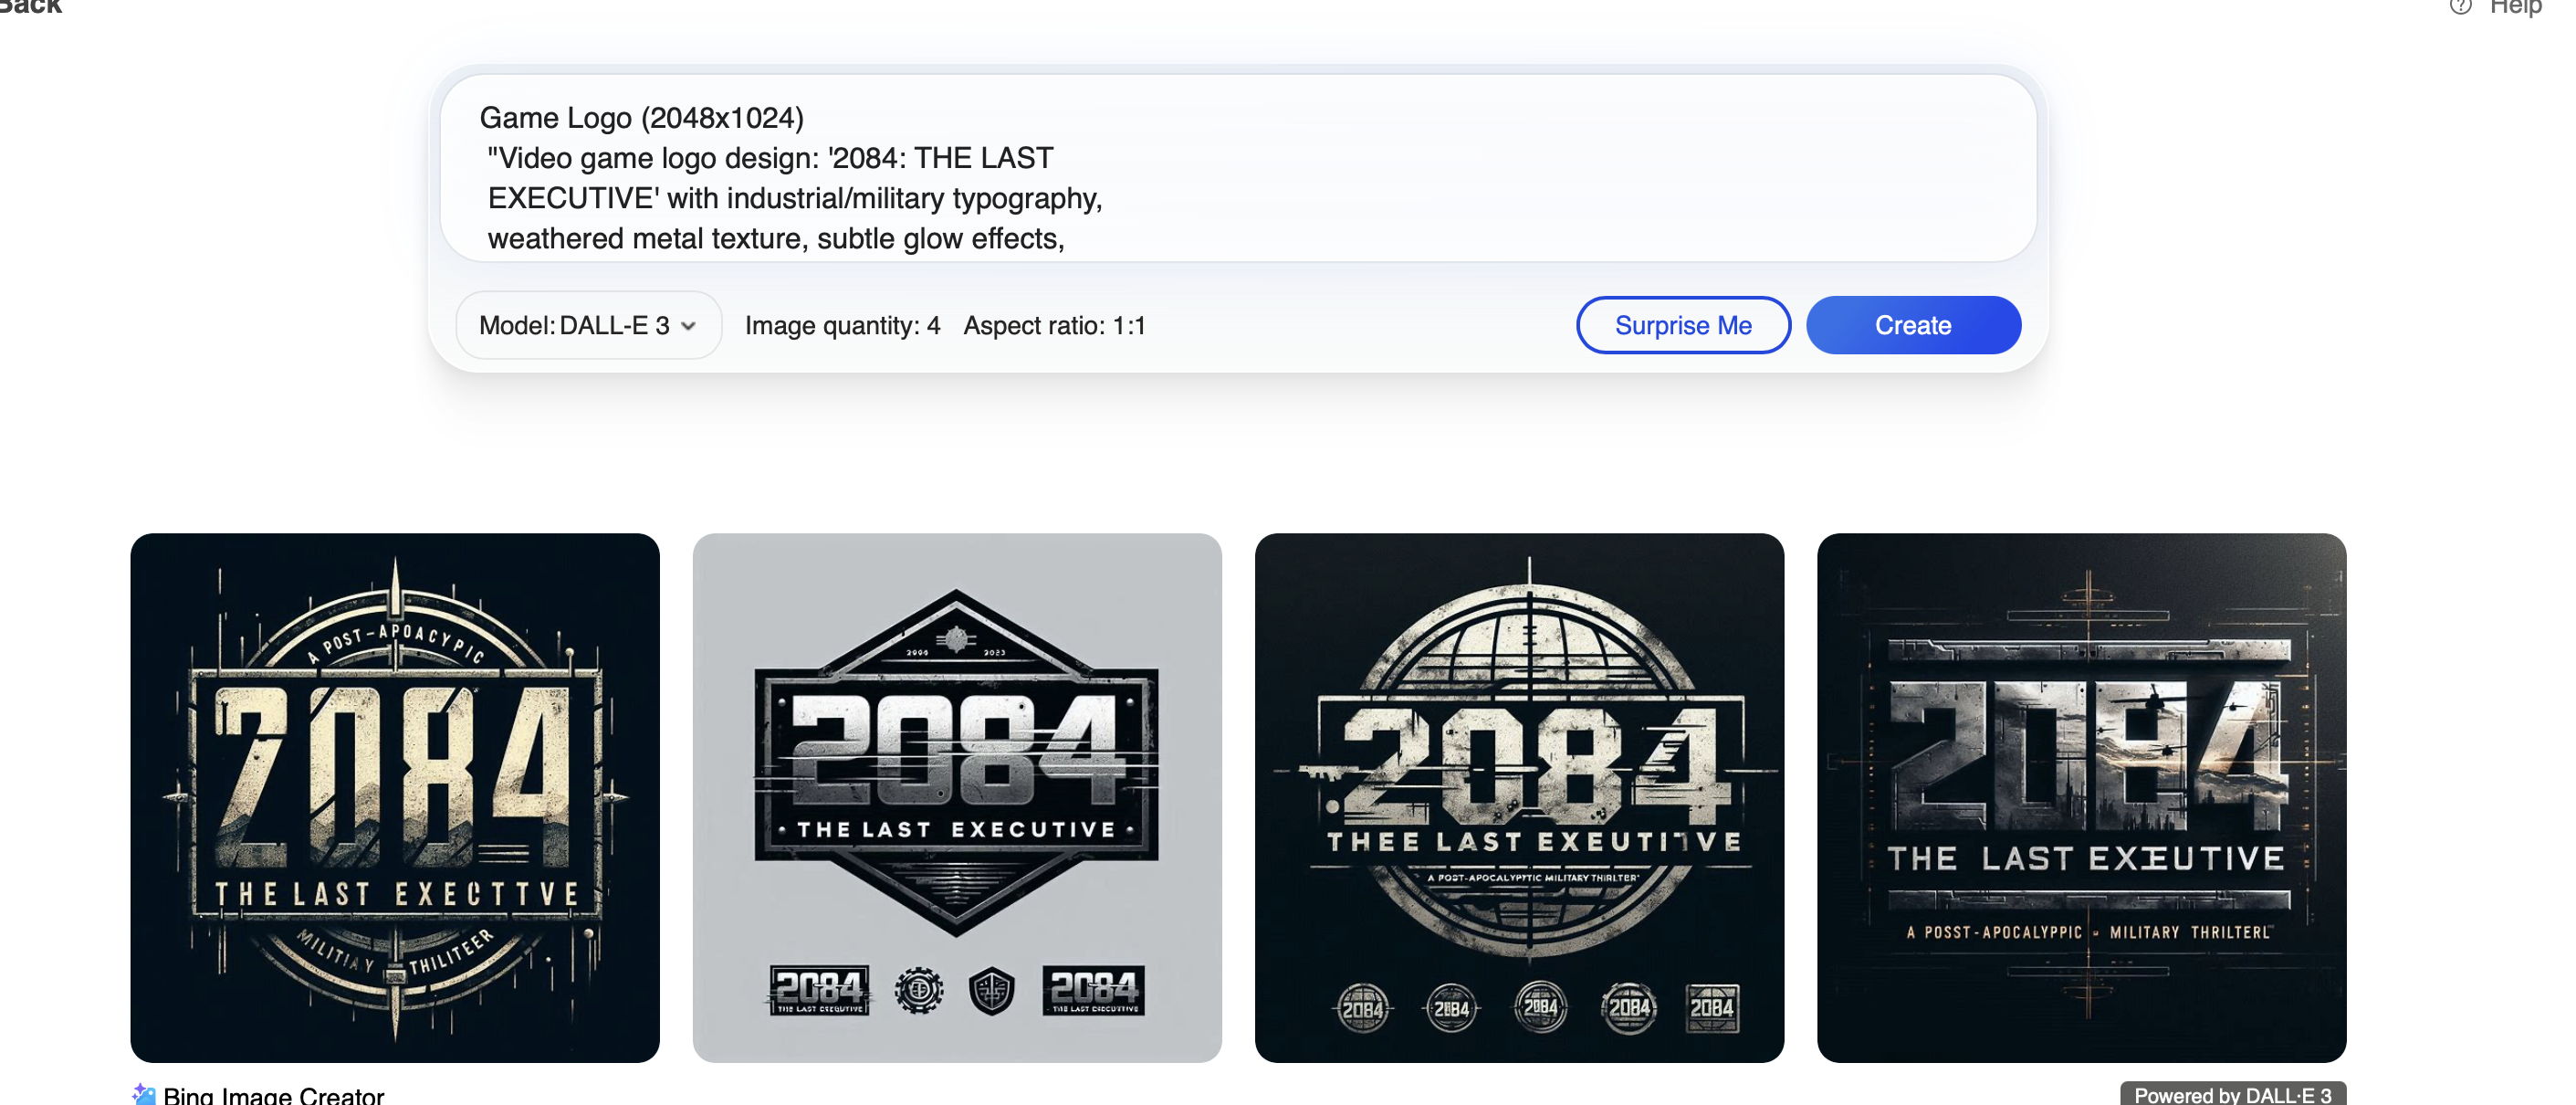 Back
Help
Game Logo (2048x1024)
"Video game logo design: '2084: THE LAST
EXECUTIVE' with industrial/military typography,
weathered metal texture, subtle glow effects,
Model: DALL-E 3
Image quantity: 4
Aspect ratio: 1:1
Surprise Me
Create
A POST-APOACYPIC
2084
THE LAST EXECTTVE
MILITIAY THILITEER
2023
2084
THE LAST EXECUTIVE
2084
2084
2084
THEE LAST EXEUTITVE
A POST-APOCALYPTIC MILITARY THIRLTER
2084
2084
2084
2084
2084
2084
THE LAST EXEUTIVE
A POSST-APOCALYPPIC - MILITARY THRILTERL
Bing Image Creator
Powered by DALL·E 3